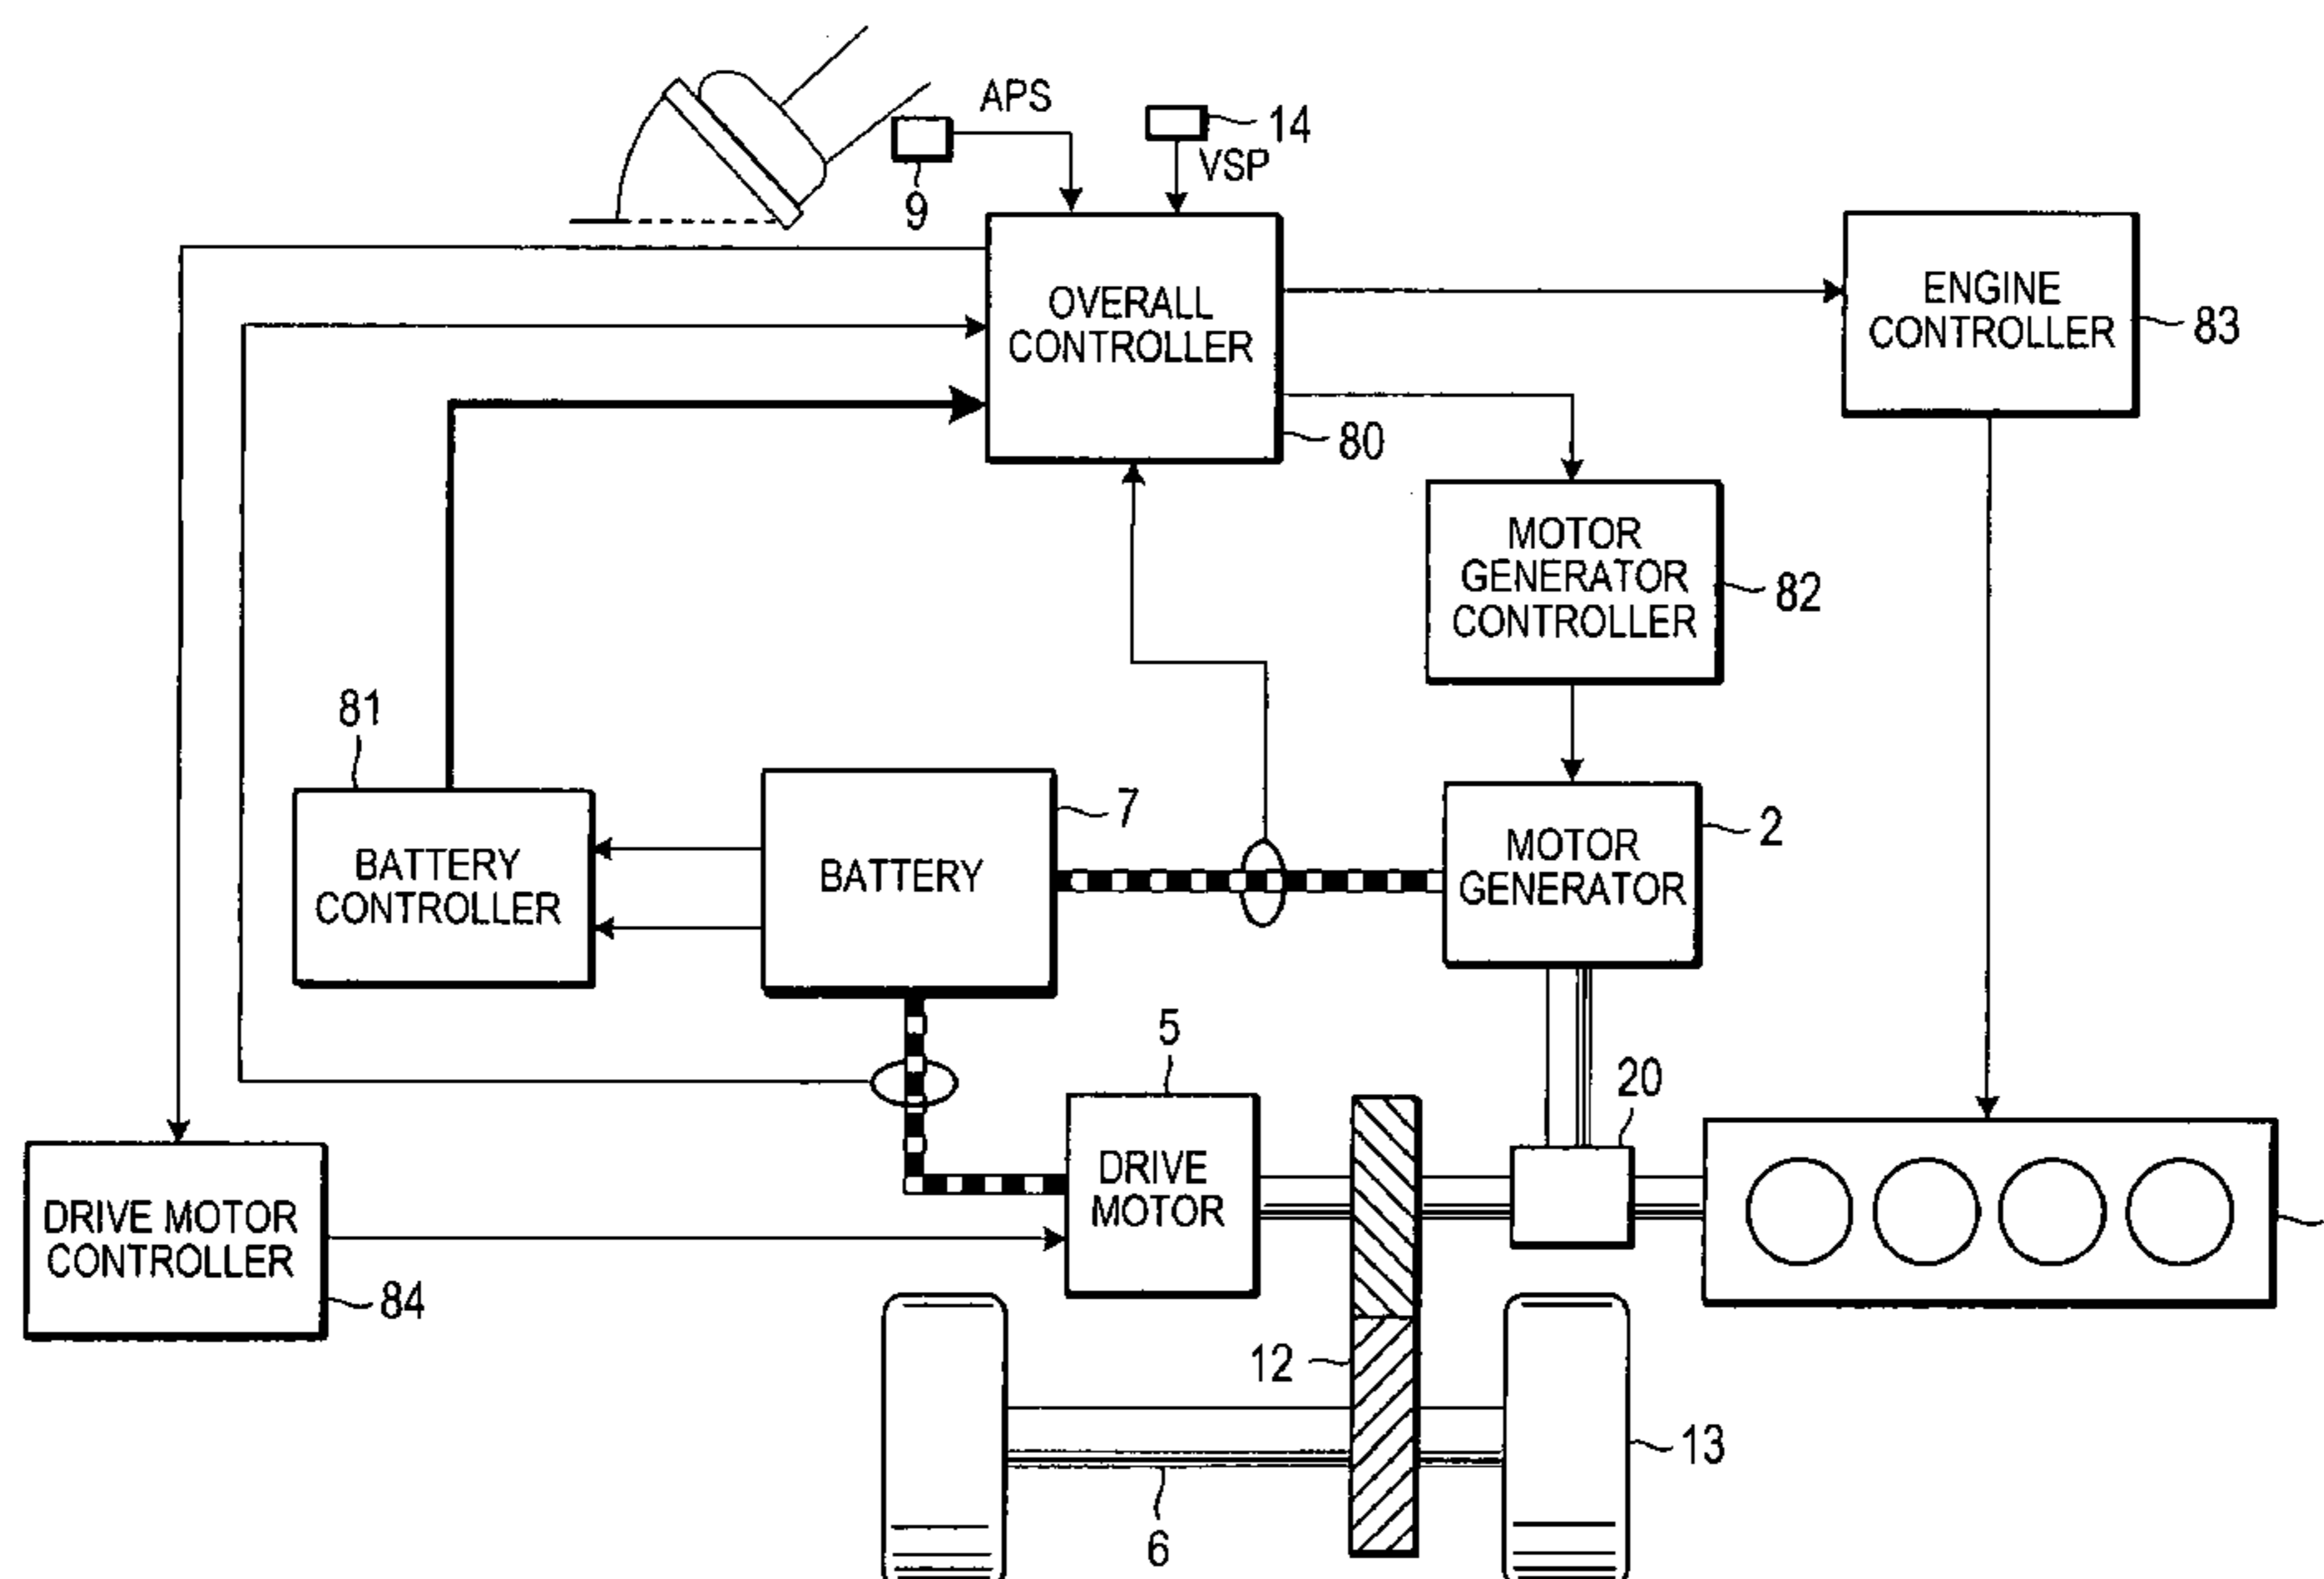 APS
14
VSP
9
OVERALL
CONTROLLER
80
ENGINE
CONTROLLER
83
MOTOR
GENERATOR
CONTROLLER
82
81
BATTERY
CONTROLLER
BATTERY
7
MOTOR
GENERATOR
2
5
DRIVE
MOTOR
20
DRIVE MOTOR
CONTROLLER
84
12
13
6